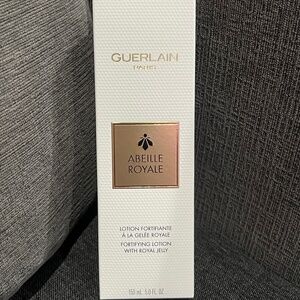 GUERLAIN
PARIS
ABEILLE
ROYALE
LOTION FORTIFIANTE
À LA GELÉE ROYALE
FORTIFYING LOTION
WITH ROYAL JELLY
150 mL 5.0 FL. OZ